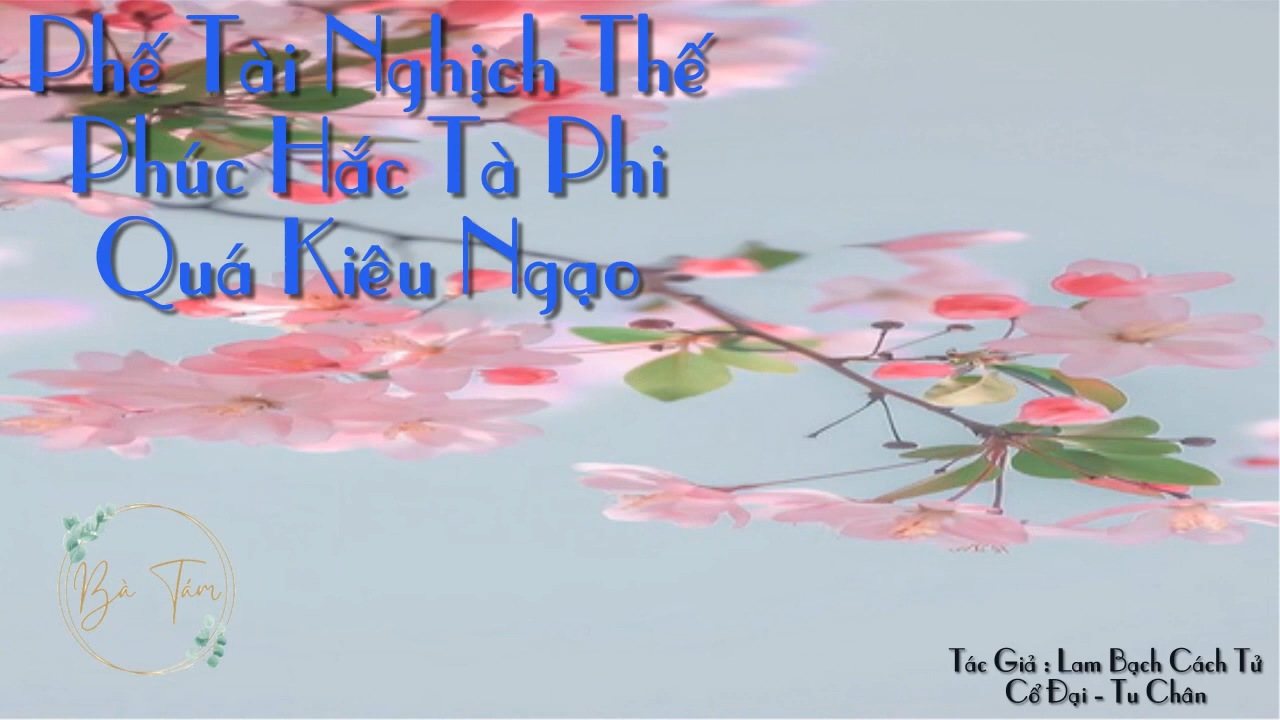 Phế Tài Nghịch Thế
Phúc Hắc Tà Phi
Quá Kiêu Ngạo
Bà Tám
Tác Giả : Lam Bạch Cách Tử
Cổ Đại - Tu Chân